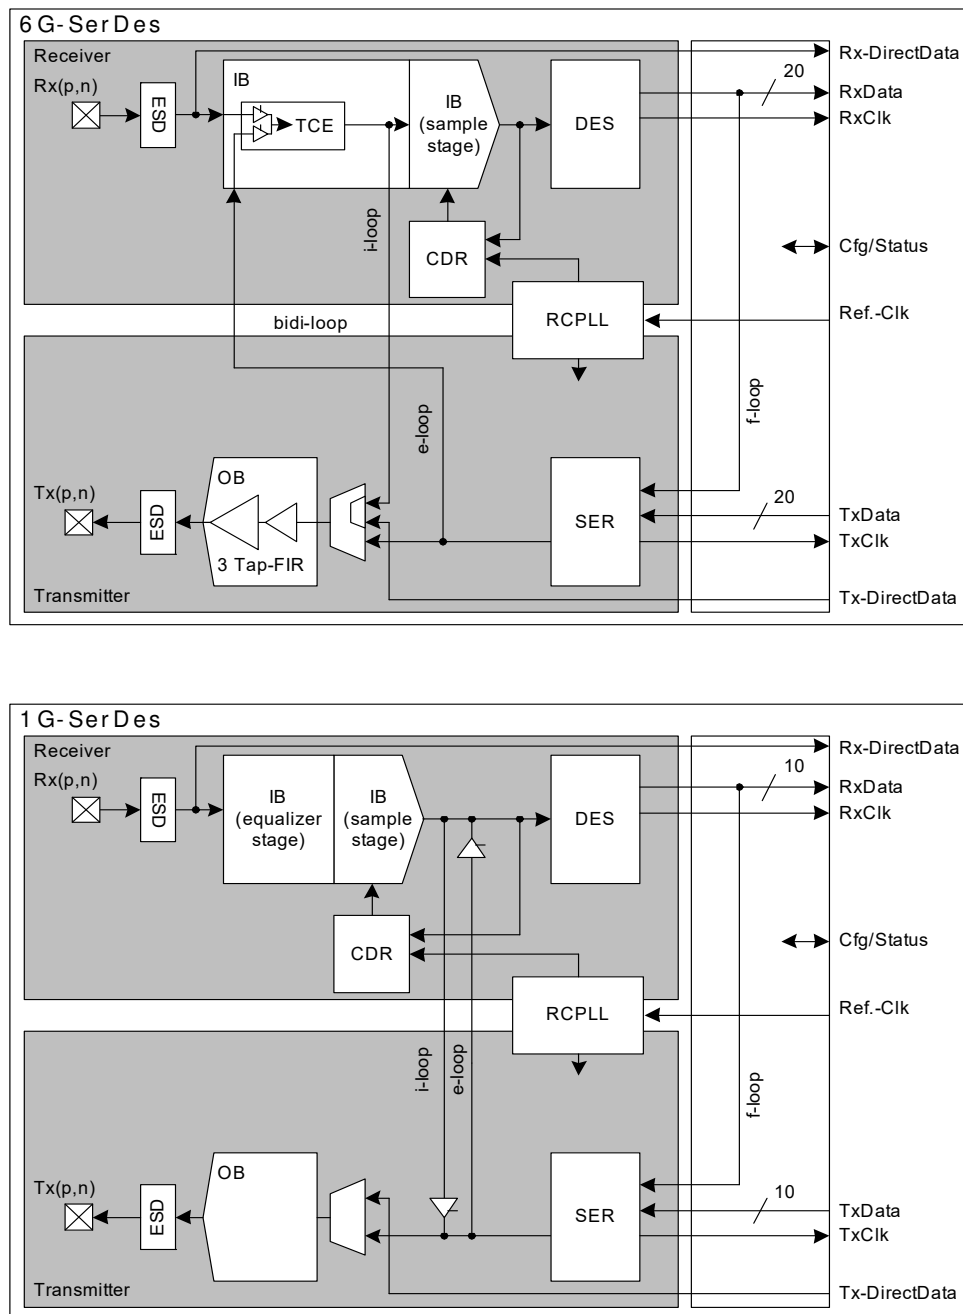 6G-SerDes
Receiver
Rx-DirectData
Rx(p,n)
ESD
IB
TCE
IB
(sample
stage)
DES
20
RxData
RxClk
i-loop
CDR
Cfg/Status
bidi-loop
RCPLL
Ref.-Clk
e-loop
f-loop
Tx(p,n)
ESD
OB
3 Tap-FIR
SER
20
TxData
TxClk
Transmitter
Tx-DirectData
1G-SerDes
Receiver
Rx-DirectData
Rx(p,n)
ESD
IB
(equalizer
stage)
IB
(sample
stage)
DES
10
RxData
RxClk
CDR
Cfg/Status
RCPLL
Ref.-Clk
i-loop
e-loop
f-loop
Tx(p,n)
ESD
OB
SER
10
TxData
TxClk
Transmitter
Tx-DirectData